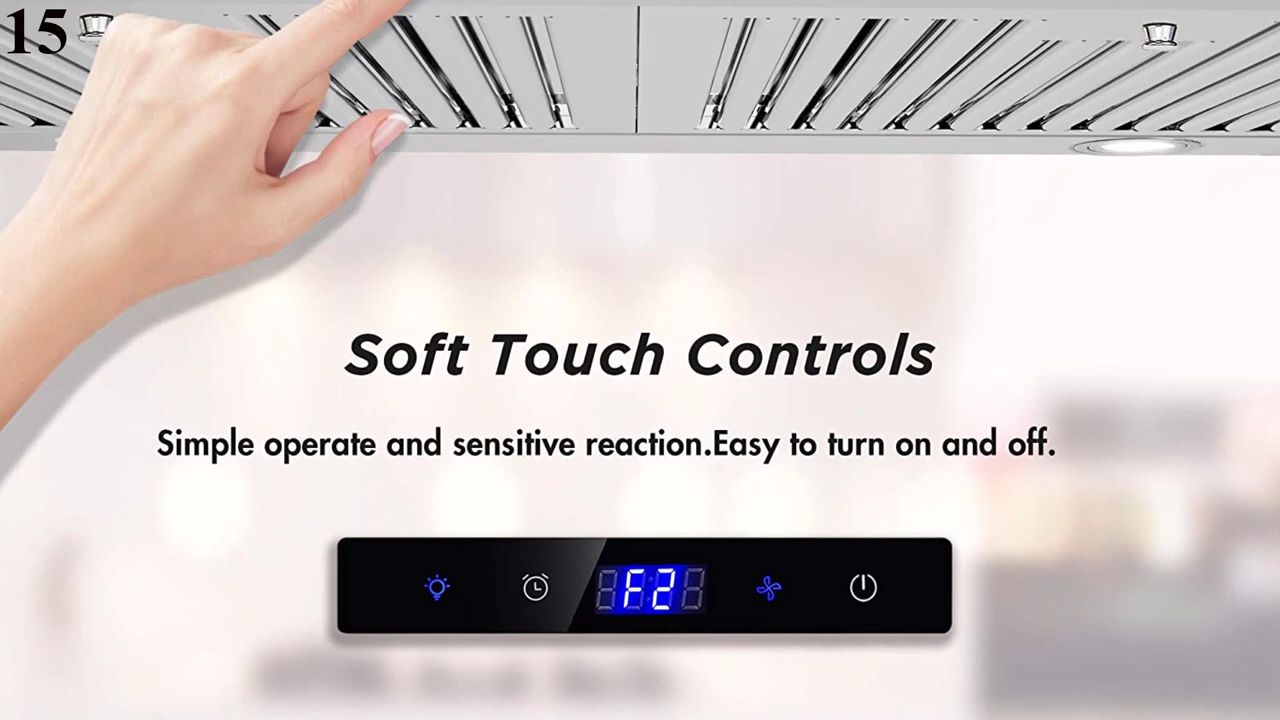 15
Soft Touch Controls
Simple operate and sensitive reaction.Easy to turn on and off.
F2